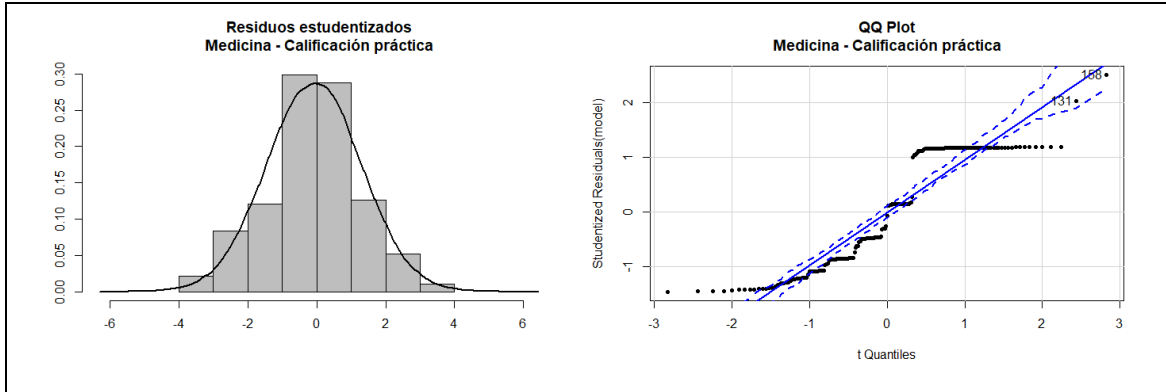 Residuos estudentizados
Medicina - Calificación práctica
0.30
0.25
0.20
0.15
0.10
0.05
0.00
-6 -4 -2 0 2 4 6
QQ Plot
Medicina - Calificación práctica
Studentized Residuals(model)
2
1
0
-1
158
131
-3 -2 -1 0 1 2 3
t Quantiles